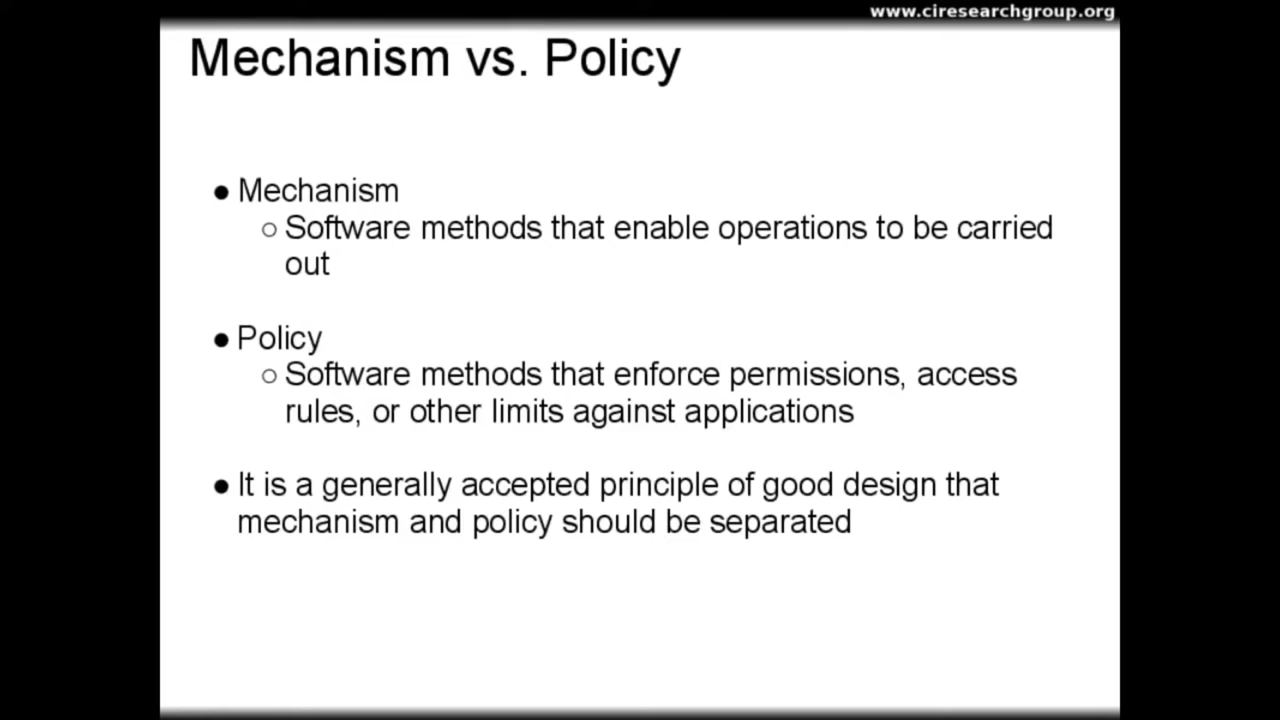 www.ciresearchgroup.org
Mechanism vs. Policy
● Mechanism
○ Software methods that enable operations to be carried
out
● Policy
○ Software methods that enforce permissions, access
rules, or other limits against applications
● It is a generally accepted principle of good design that
mechanism and policy should be separated